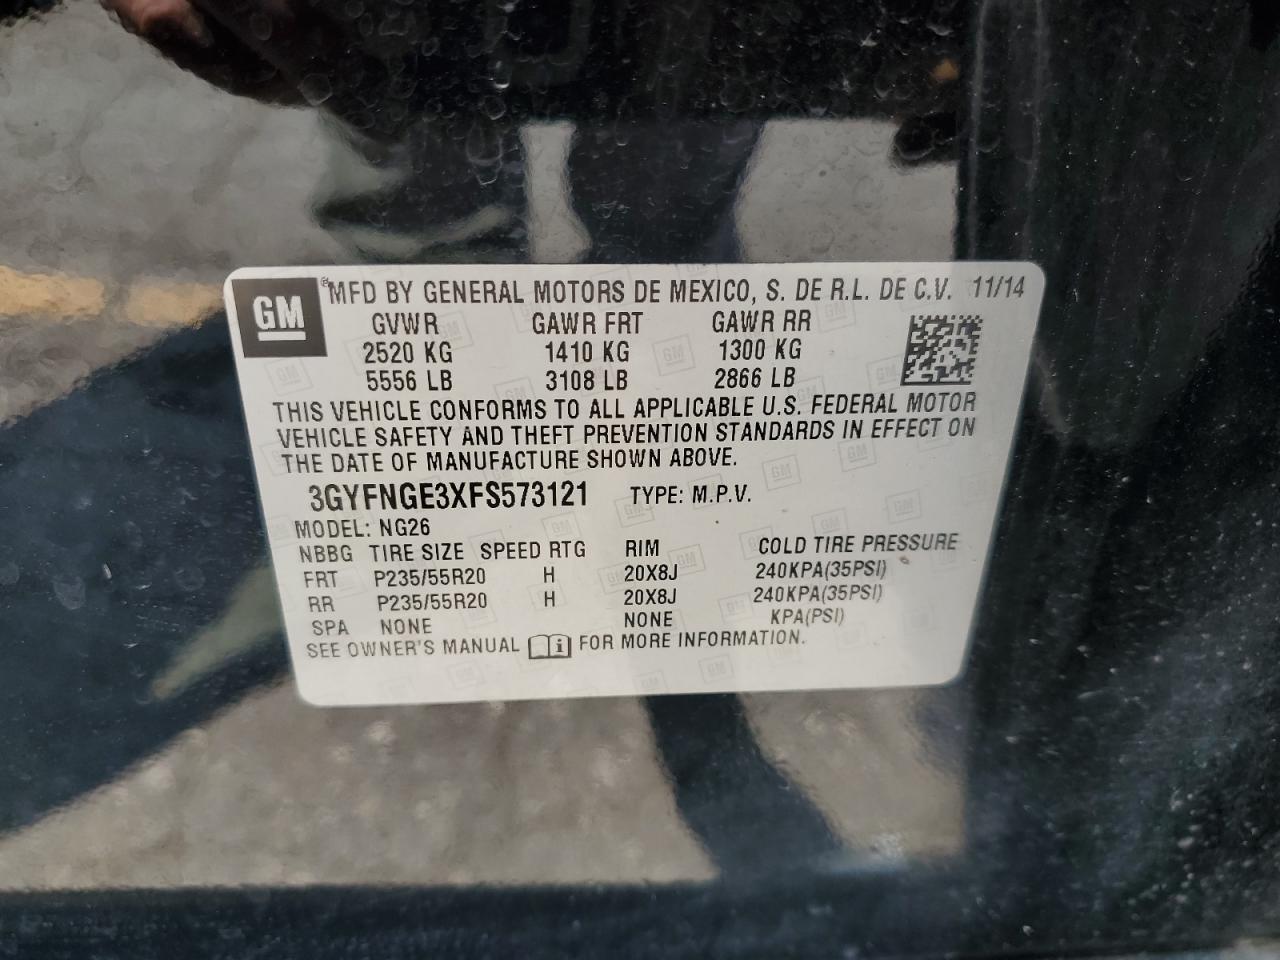 GM ® MFD BY GENERAL MOTORS DE MEXICO, S. DE R.L. DE C.V. 11/14
GVWR GAWR FRT GAWR RR
2520 KG 1410 KG 1300 KG
5556 LB 3108 LB 2866 LB
THIS VEHICLE CONFORMS TO ALL APPLICABLE U.S. FEDERAL MOTOR
VEHICLE SAFETY AND THEFT PREVENTION STANDARDS IN EFFECT ON
THE DATE OF MANUFACTURE SHOWN ABOVE.
3GYFNGE3XFS573121 TYPE: M.P.V.
MODEL: NG26
NBBG TIRE SIZE SPEED RTG RIM COLD TIRE PRESSURE
FRT P235/55R20 H 20X8J 240KPA(35PSI)
RR P235/55R20 H 20X8J 240KPA(35PSI)
SPA NONE NONE KPA(PSI)
SEE OWNER'S MANUAL i FOR MORE INFORMATION.